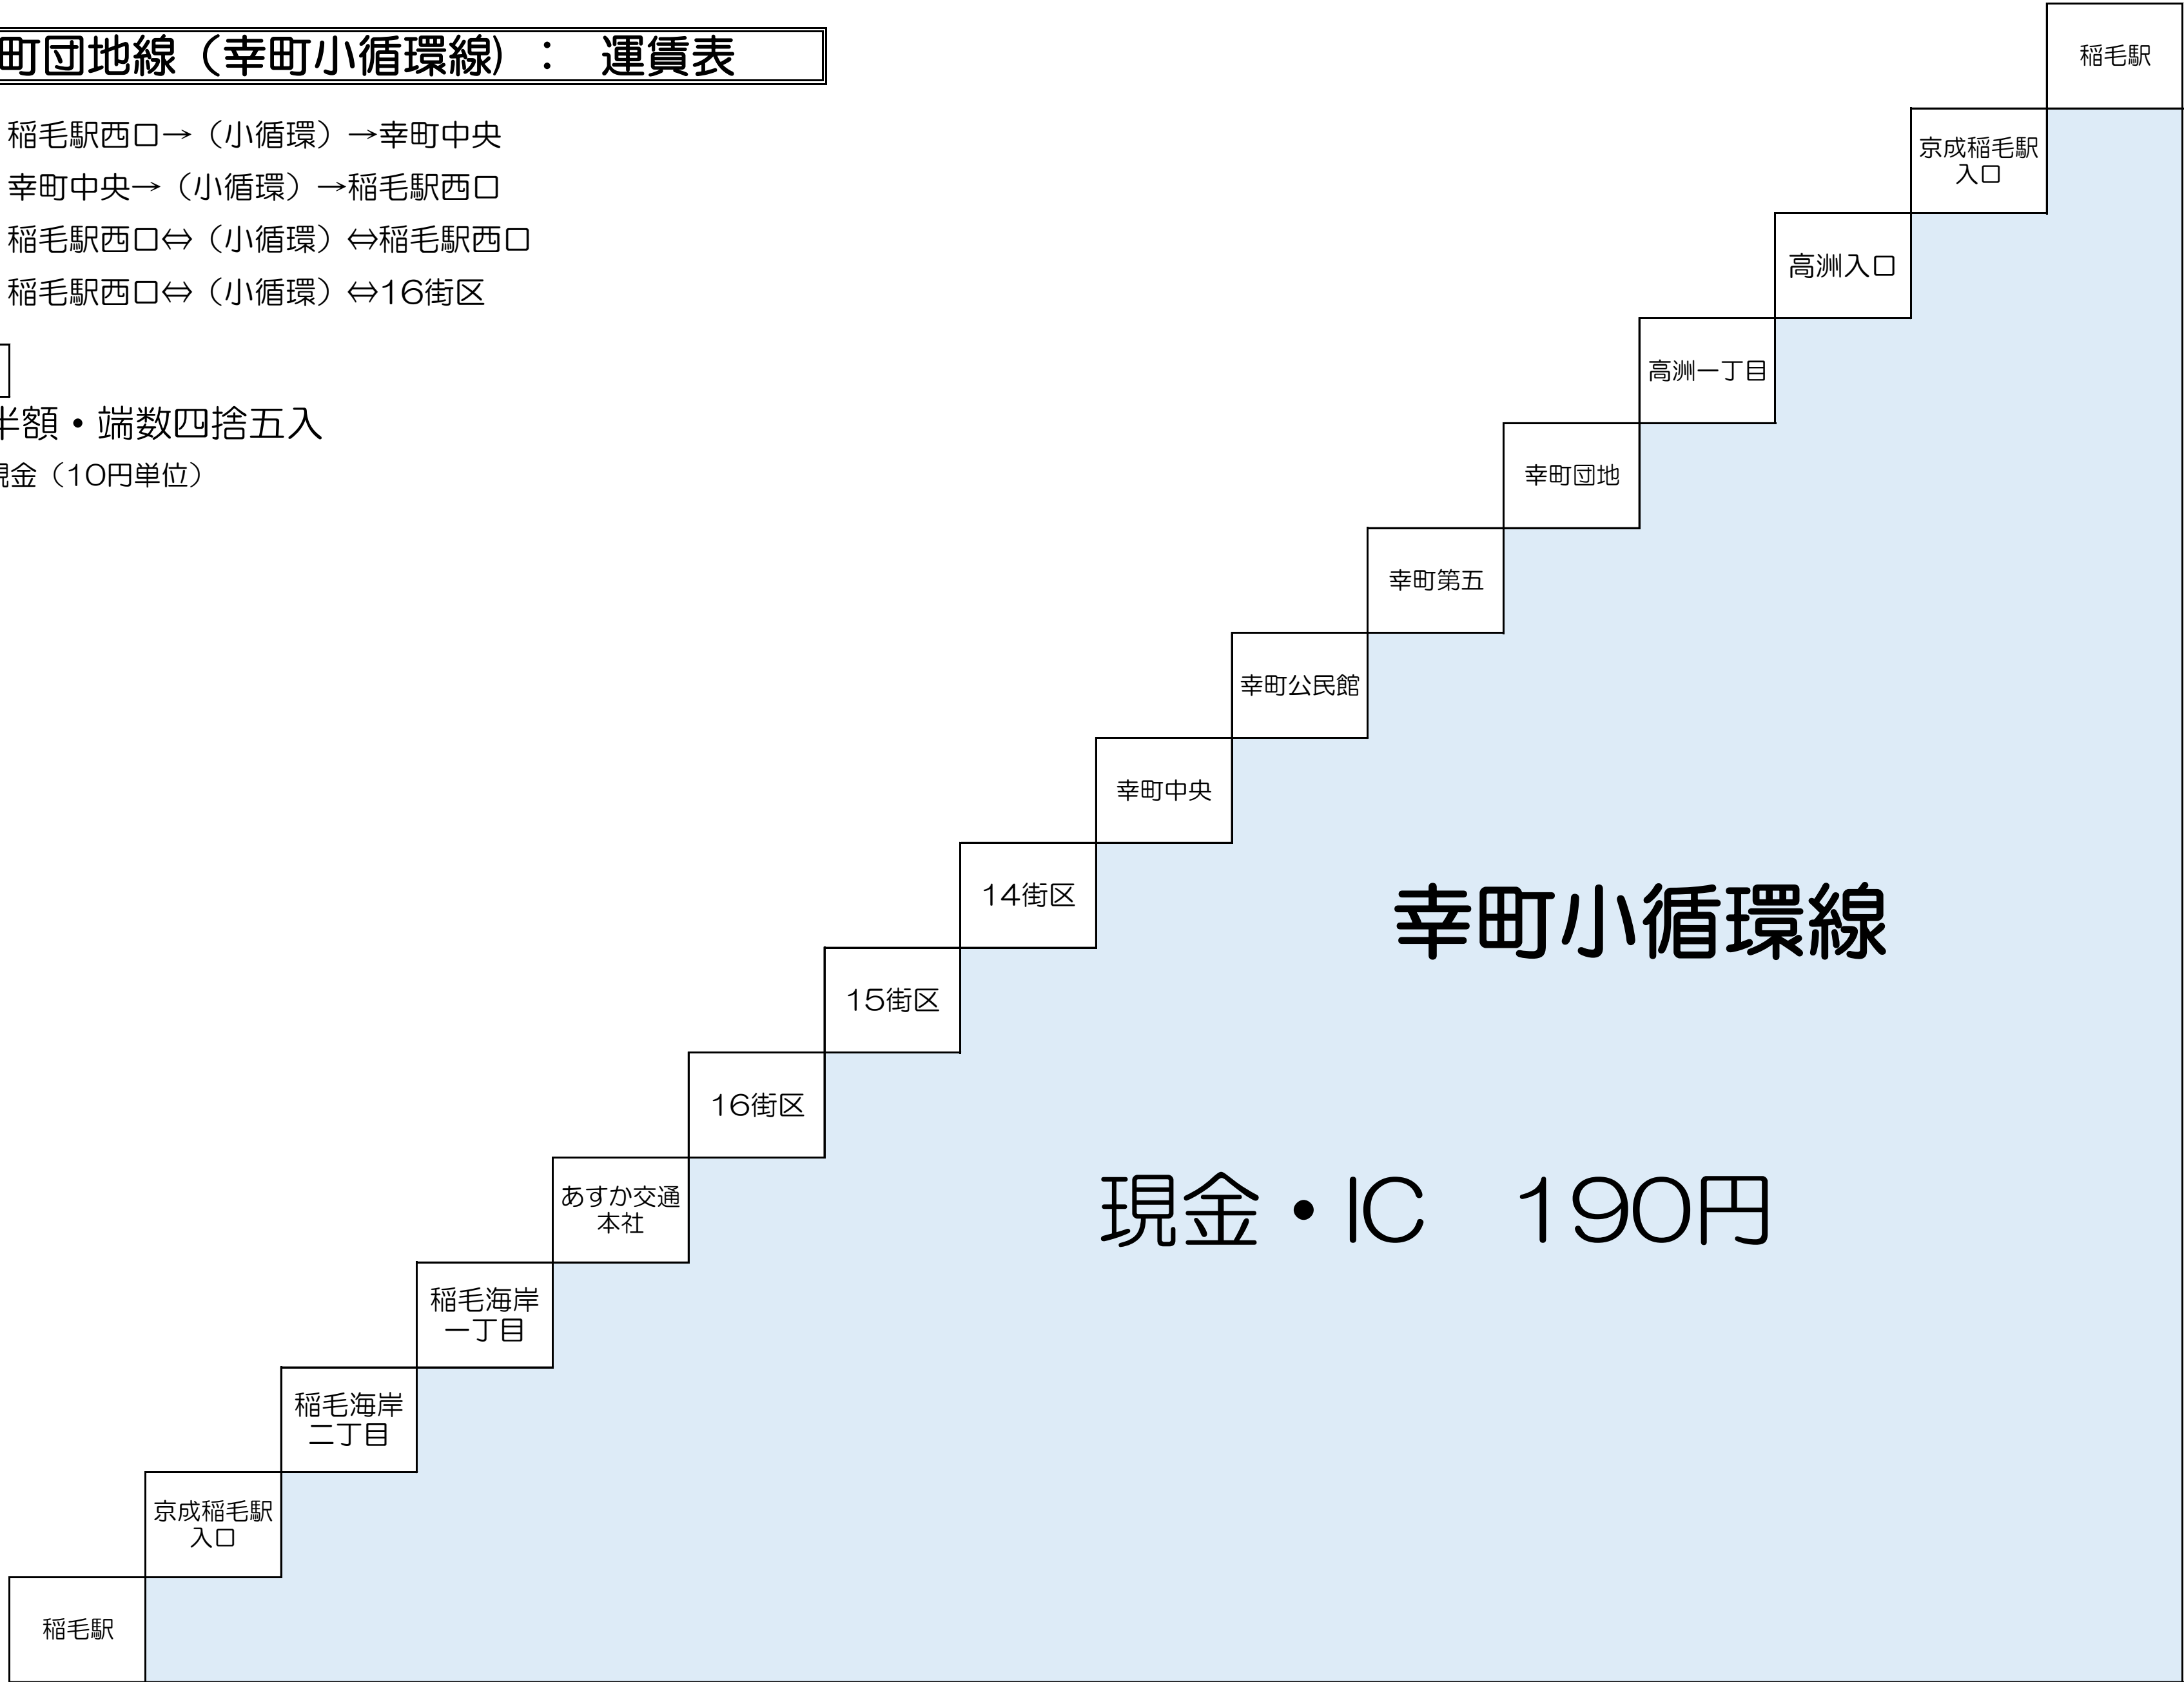 町団地線（幸町小循環線）：　運賃表
稲毛駅西口→（小循環）→幸町中央
幸町中央→（小循環）→稲毛駅西口
稲毛駅西口⇔（小循環）⇔稲毛駅西口
稲毛駅西口⇔（小循環）⇔16街区
半額・端数四捨五入
現金（10円単位）
稲毛駅
京成稲毛駅
入口
高洲入口
高洲一丁目
幸町団地
幸町第五
幸町公民館
幸町中央
14街区
15街区
16街区
あすか交通
本社
稲毛海岸
一丁目
稲毛海岸
二丁目
京成稲毛駅
入口
稲毛駅
幸町小循環線
現金・IC　190円